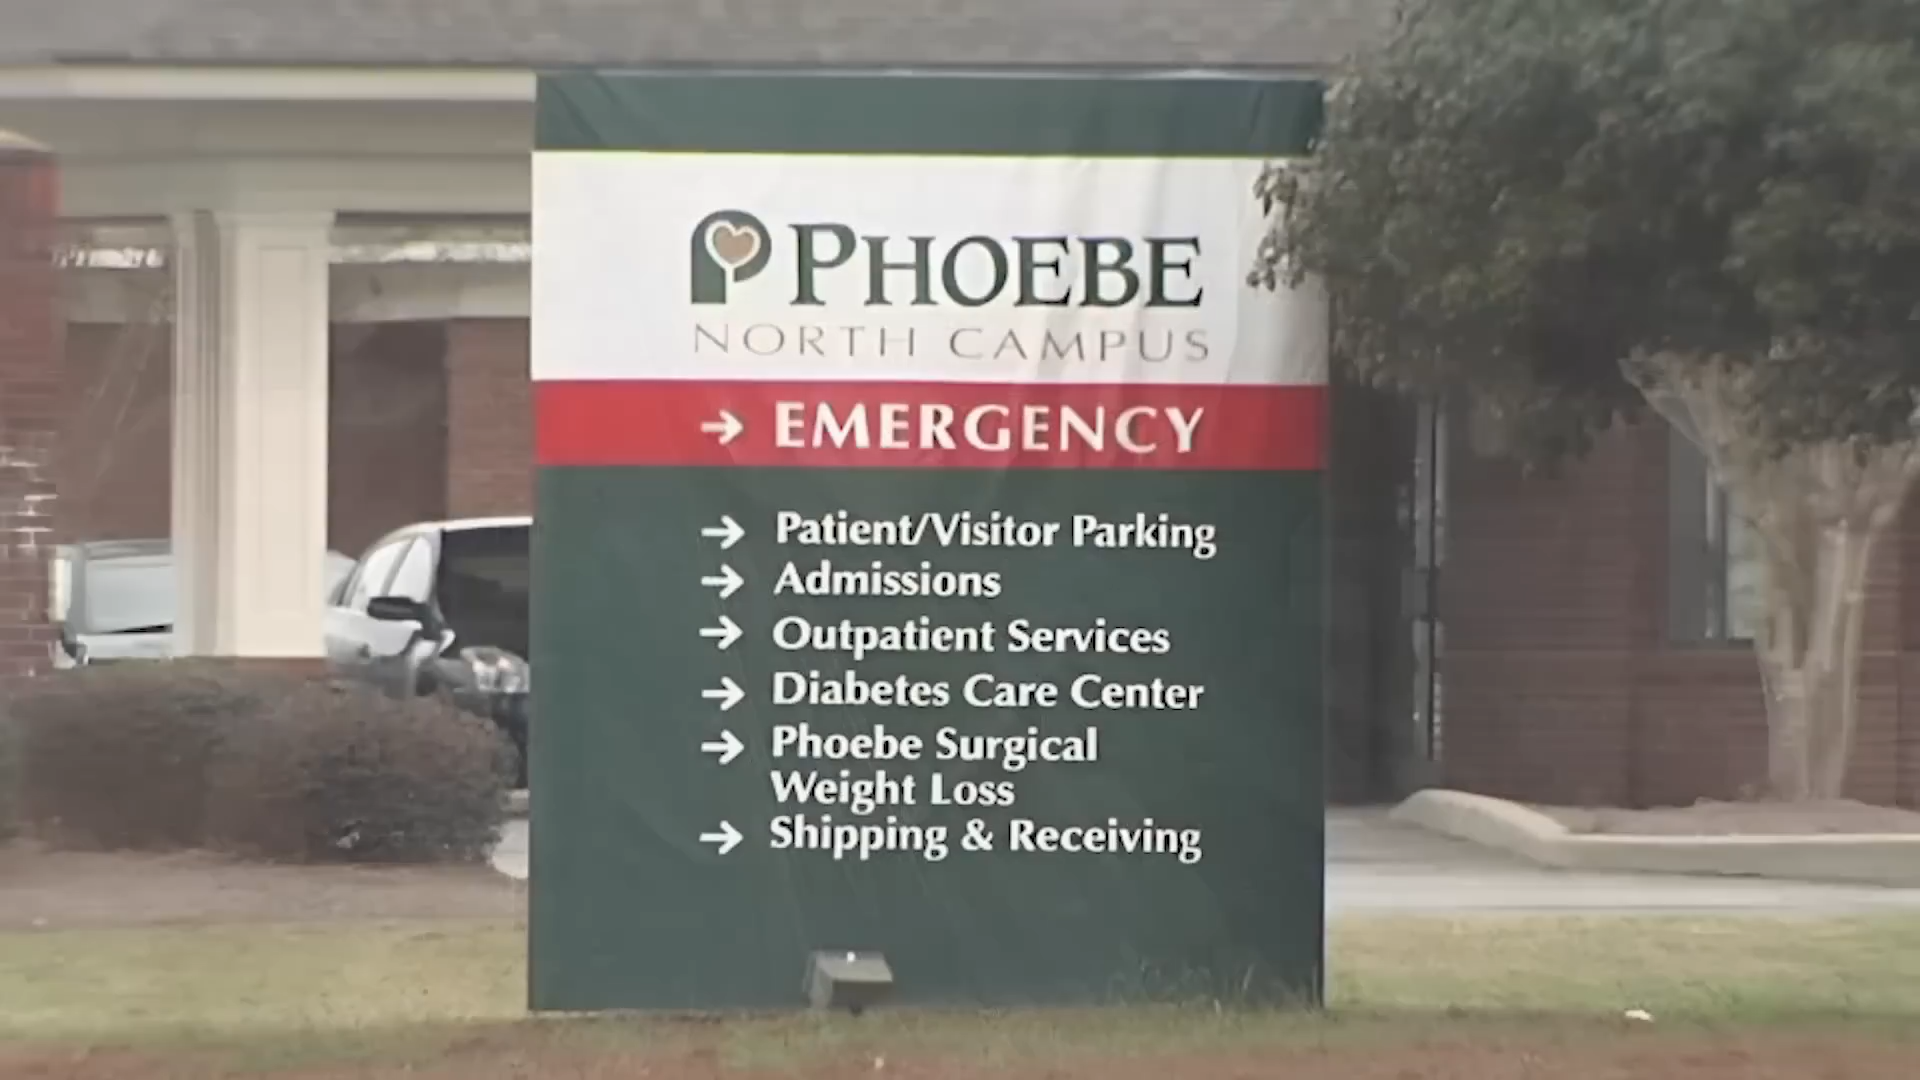 PHOEBE
NORTH CAMPUS
→ EMERGENCY
→ Patient/Visitor Parking
→ Admissions
→ Outpatient Services
→ Diabetes Care Center
→ Phoebe Surgical
Weight Loss
→ Shipping & Receiving